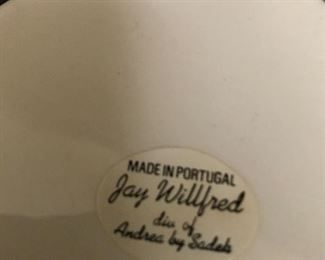 MADE IN PORTUGAL
Jay Willfred
div of
Andrea by Sadek